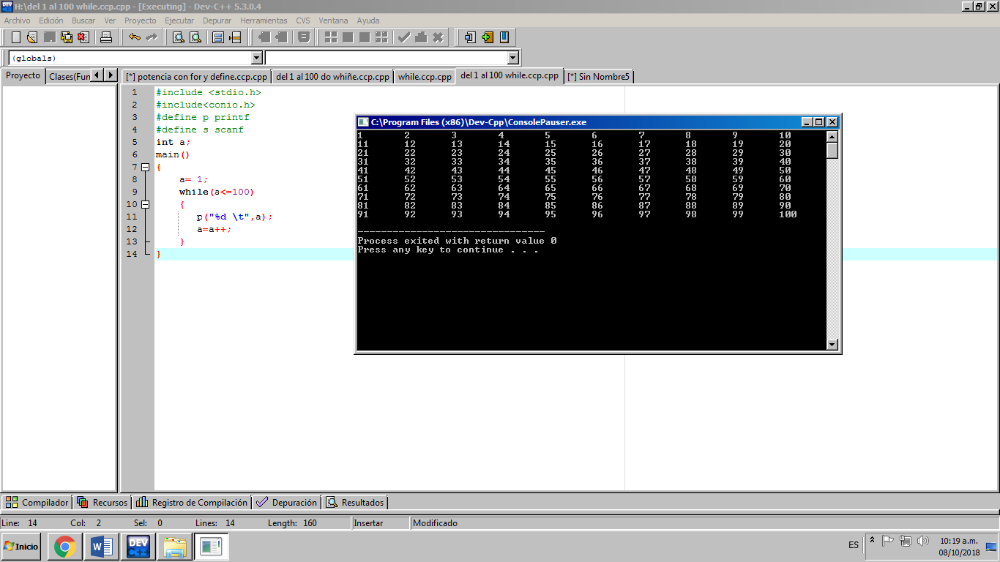 H:\del 1 al 100 while.ccp.cpp - [Executing] - Dev-C++ 5.3.0.4
Archivo Edición Buscar Ver Proyecto Ejecutar Depurar Herramientas CVS Ventana Ayuda
(globals)
Proyecto Clases(Fun [*] potencia con for y define.ccp.cpp del 1 al 100 do whiñe.ccp.cpp while.ccp.cpp del 1 al 100 while.ccp.cpp [*] Sin Nombre5
1 #include <stdio.h>
2 #include<conio.h>
3 #define p printf
4 #define s scanf
5 int a;
6 main()
7 {
8 a= 1;
9 while(a<=100)
10 {
11 p("%d \t",a);
12 a=a++;
13 }
14 }
C:\Program Files (x86)\Dev-Cpp\ConsolePauser.exe
1 2 3 4 5 6 7 8 9 10
11 12 13 14 15 16 17 18 19 20
21 22 23 24 25 26 27 28 29 30
31 32 33 34 35 36 37 38 39 40
41 42 43 44 45 46 47 48 49 50
51 52 53 54 55 56 57 58 59 60
61 62 63 64 65 66 67 68 69 70
71 72 73 74 75 76 77 78 79 80
81 82 83 84 85 86 87 88 89 90
91 92 93 94 95 96 97 98 99 100
--------------------------------
Process exited with return value 0
Press any key to continue . . .
Compilador Recursos Registro de Compilación Depuración Resultados
Line: 14 Col: 2 Sel: 0 Lines: 14 Length: 160 Insertar Modificado
Inicio W DEV C++ ES 10:19 a.m.
08/10/2018